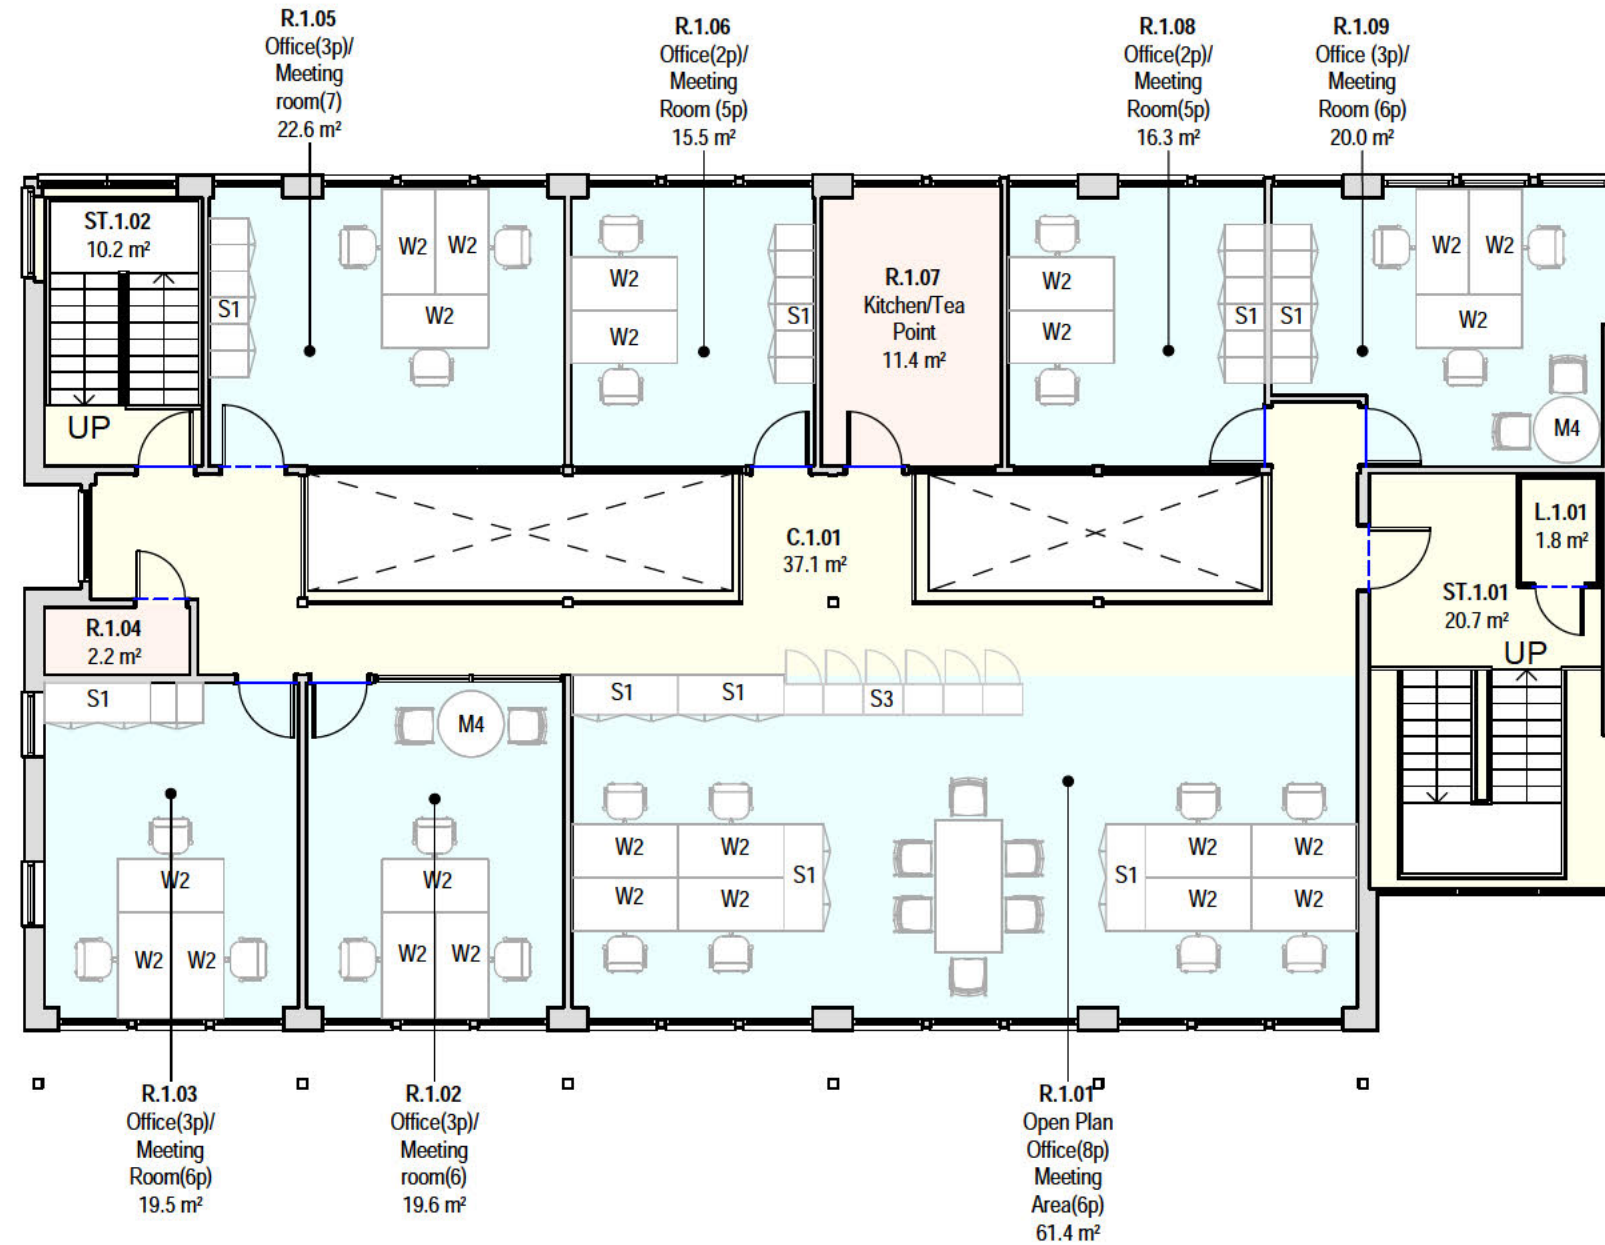 R.1.05
Office(3p)/
Meeting
room(7)
22.6 m²
R.1.06
Office(2p)/
Meeting
Room (5p)
15.5 m²
R.1.08
Office(2p)/
Meeting
Room(5p)
16.3 m²
R.1.09
Office (3p)/
Meeting
Room (6p)
20.0 m²
ST.1.02
10.2 m²
UP
S1
W2
W2
W2
W2
W2
S1
R.1.07
Kitchen/Tea
Point
11.4 m²
W2
W2
S1
S1
W2
W2
W2
M4
C.1.01
37.1 m²
L.1.01
1.8 m²
ST.1.01
20.7 m²
UP
R.1.04
2.2 m²
S1
M4
S1
S1
S3
W2
W2
W2
W2
W2
W2
W2
W2
W2
W2
S1
S1
W2
W2
W2
W2
R.1.03
Office(3p)/
Meeting
Room(6p)
19.5 m²
R.1.02
Office(3p)/
Meeting
room(6)
19.6 m²
R.1.01
Open Plan
Office(8p)
Meeting
Area(6p)
61.4 m²